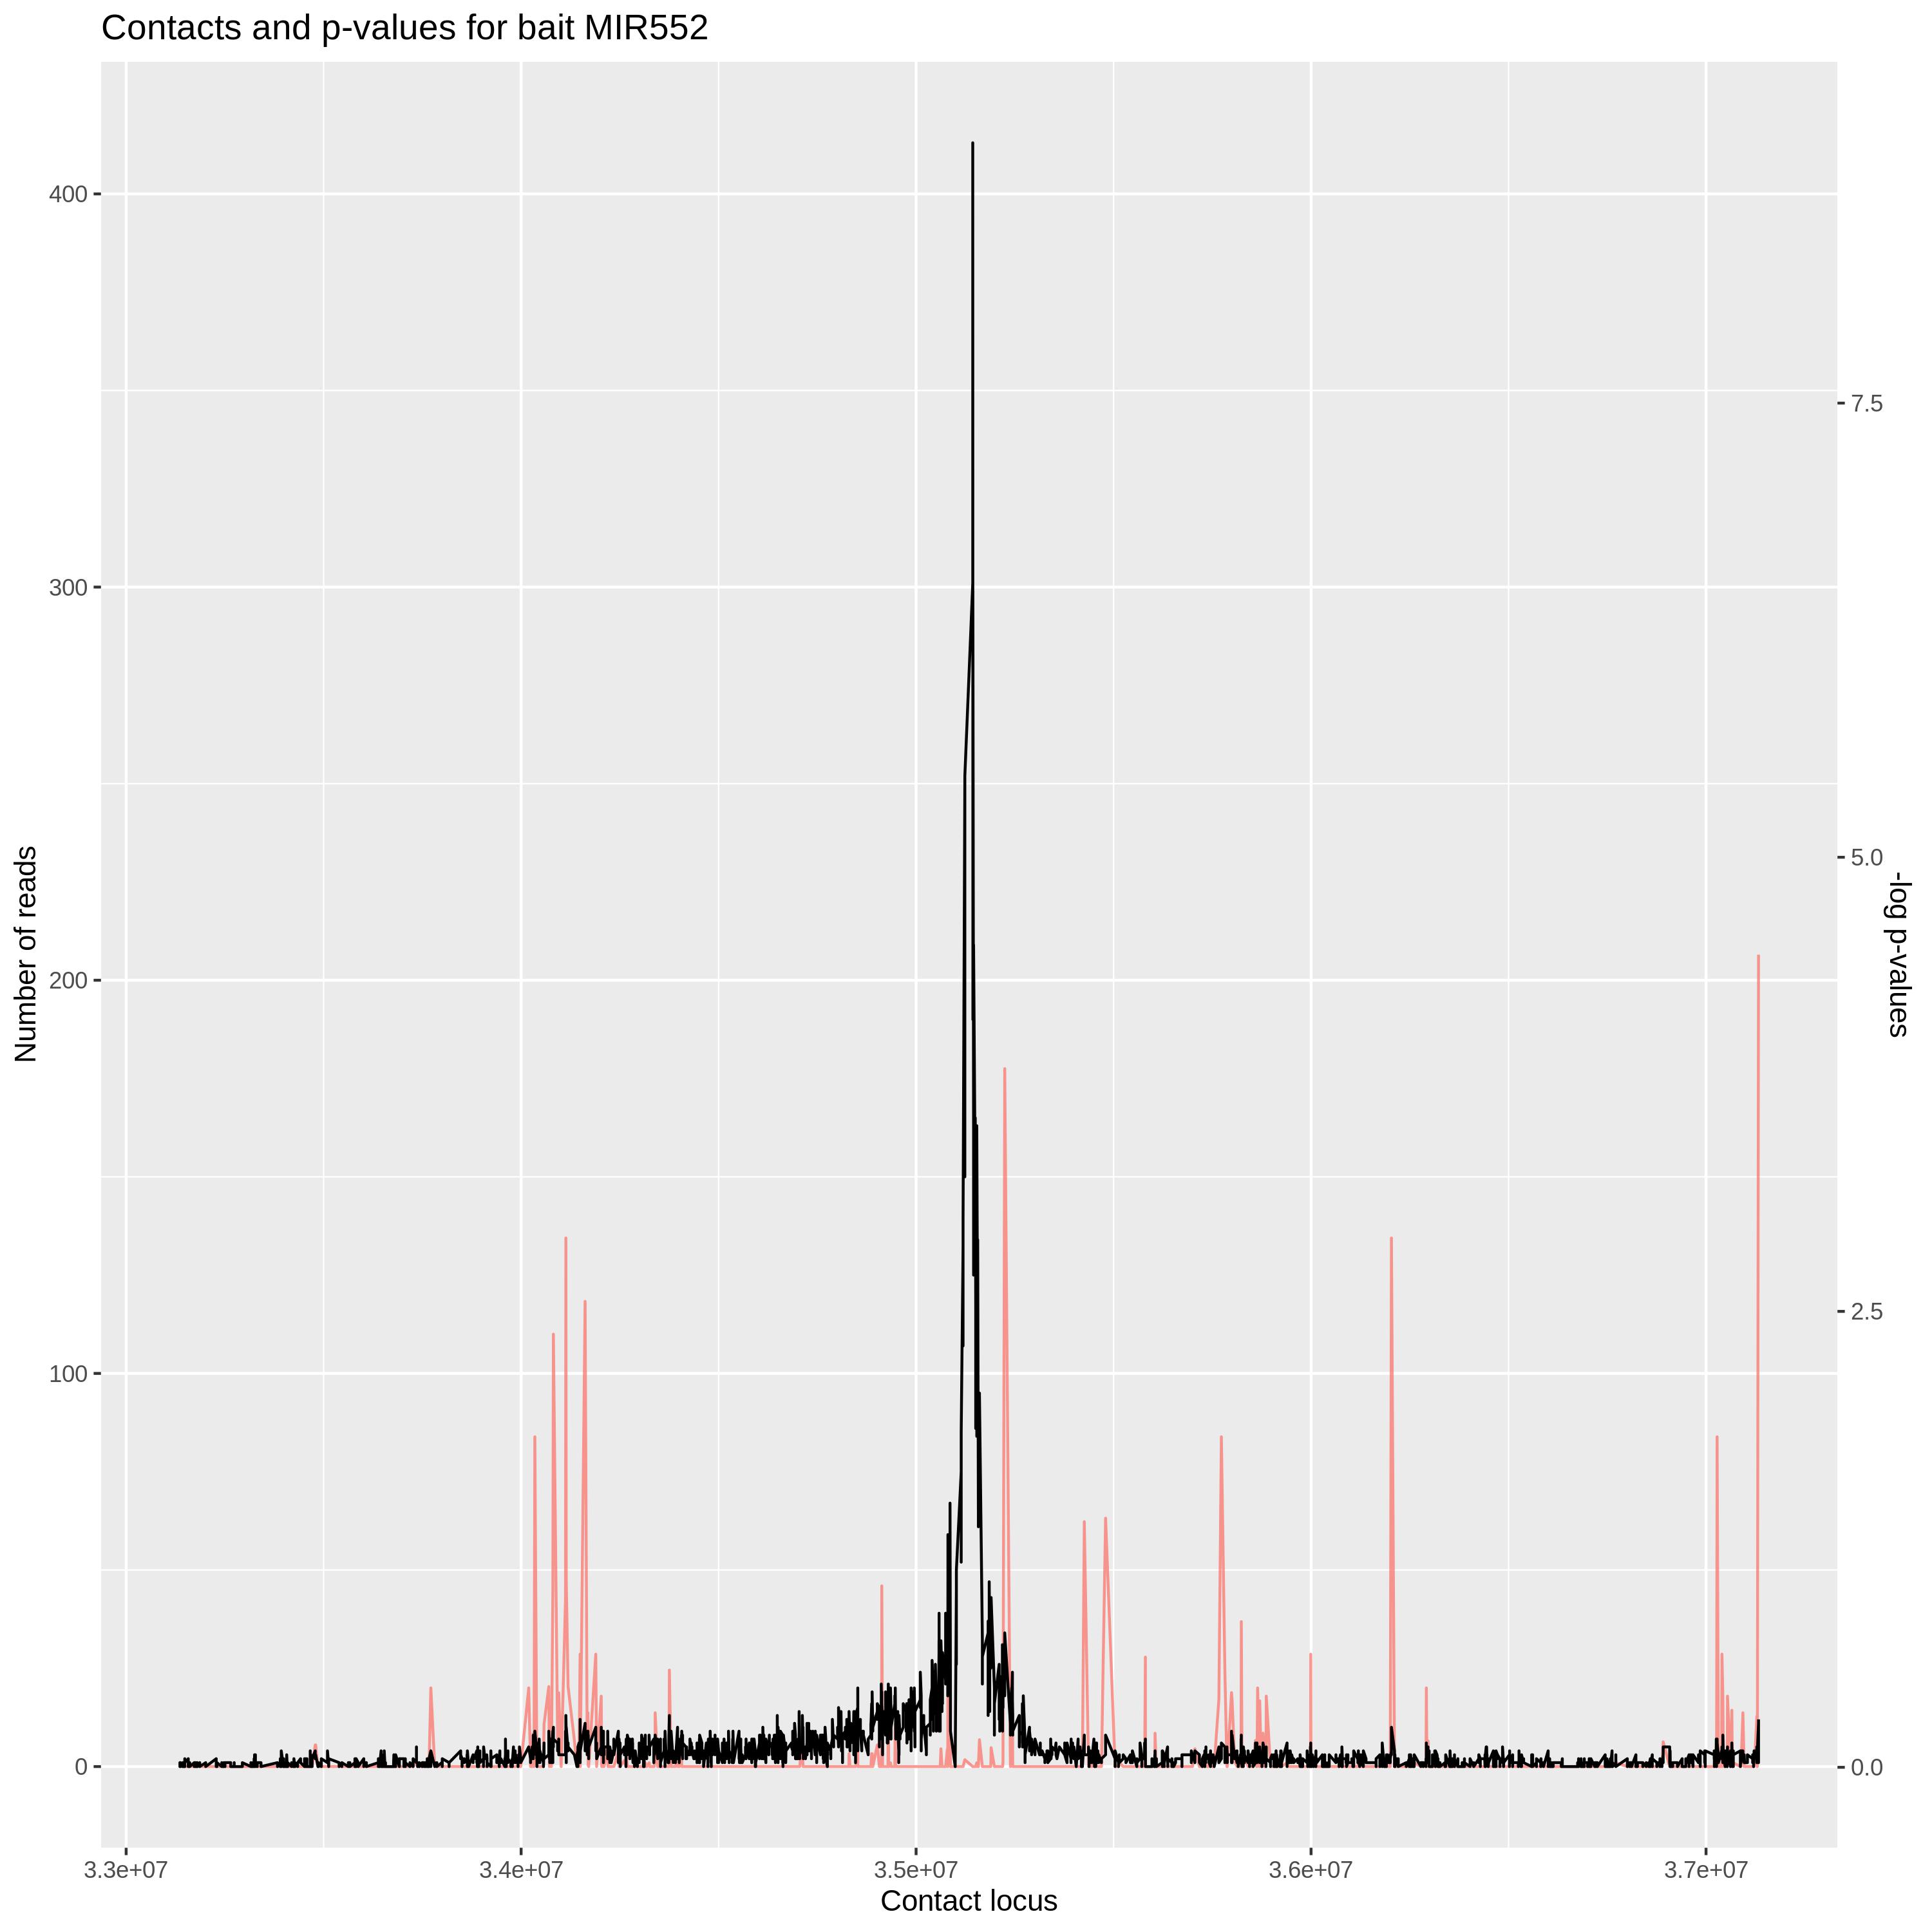 Contacts and p-values for bait MIR552
Number of reads
400
300
200
100
0
7.5
5.0
2.5
0.0
-log p-values
3.3e+07 3.4e+07 3.5e+07 3.6e+07 3.7e+07
Contact locus